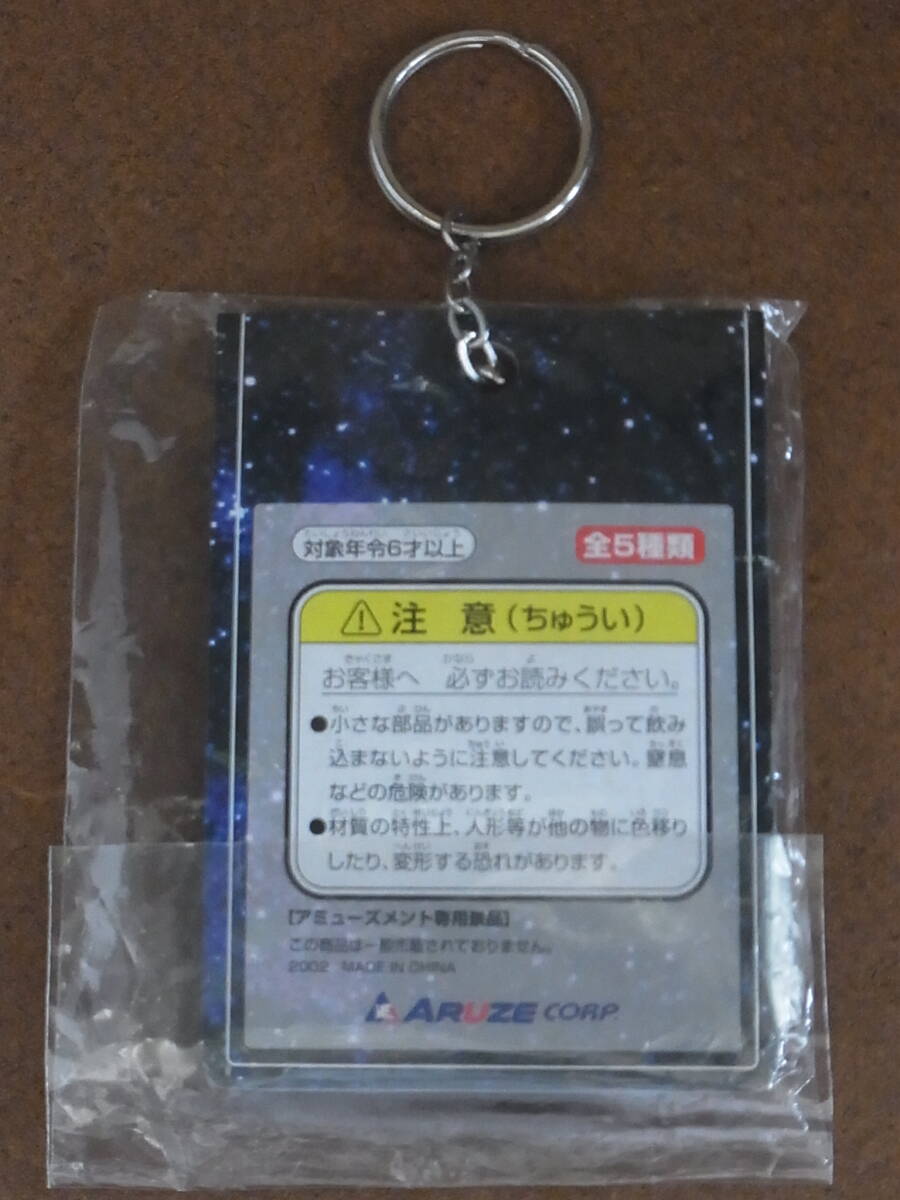 対象年令6才以上
全5種類
注 意(ちゅうい)
お客様へ 必ずお読みください。
●小さな部品がありますので、誤って飲み
込まないように注意してください。窒息
などの危険があります。
●材質の特性上、人形等が他の物に色移り
したり、変形する恐れがあります。
[アミューズメント専用景品]
この商品は一般市販されておりません。
2002 MADE IN CHINA
ARUZE CORP.